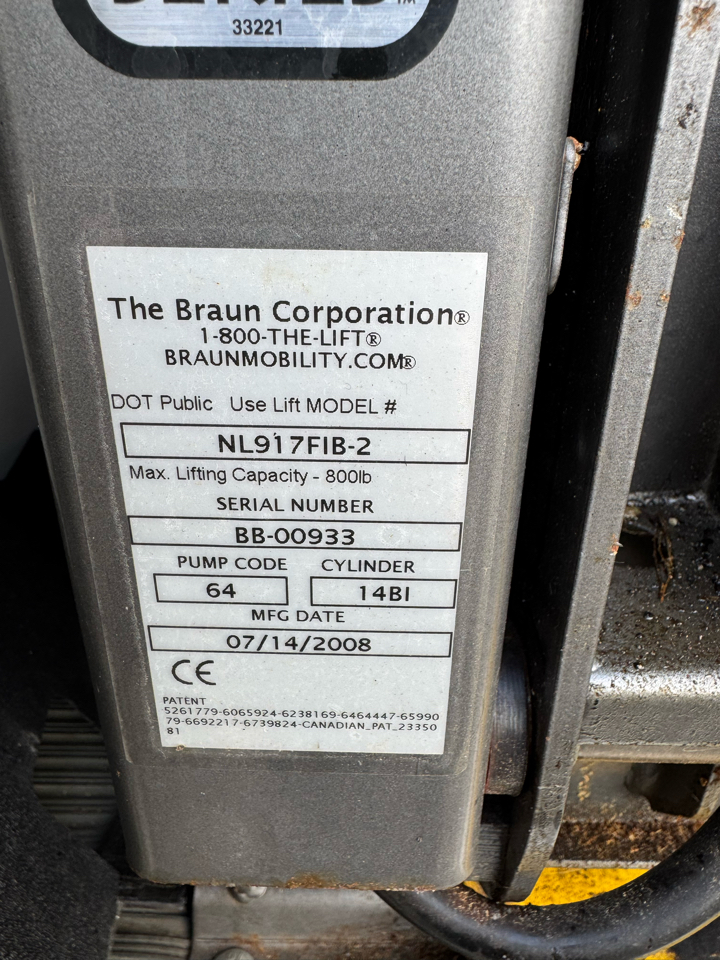 33221
The Braun Corporation®
1-800-THE-LIFT®
BRAUNMOBILITY.COM®
DOT Public Use Lift MODEL #
NL917FIB-2
Max. Lifting Capacity - 800lb
SERIAL NUMBER
BB-00933
PUMP CODE CYLINDER
64 14BI
MFG DATE
07/14/2008
CE
PATENT
5261779-6065924-6238169-6464447-65990
79-6692217-6739824-CANADIAN_PAT_23350
81